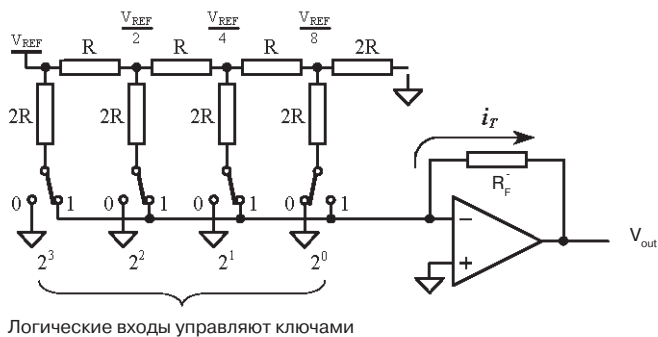 V_REF
V_REF/2
V_REF/4
V_REF/8
R
R
R
2R
2R
2R
2R
2R
i_T
R_F
0 1
0 1
0 1
0 1
−
+
V_out
2^3
2^2
2^1
2^0
Логические входы управляют ключами